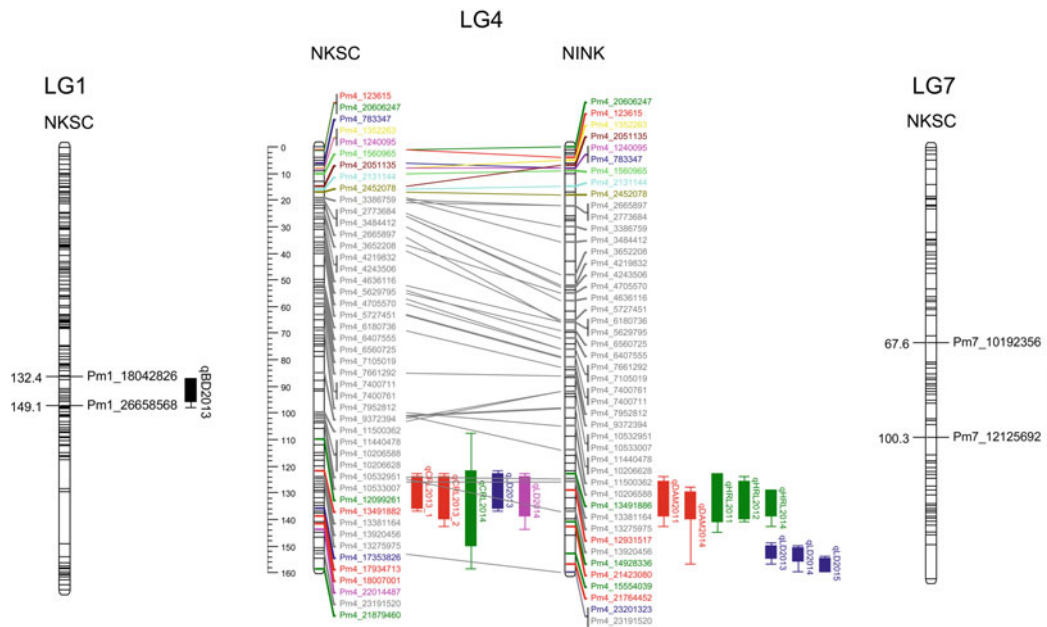 LG4
LG1
NKSC
132.4
149.1
Pm1_18042826
Pm1_26658568
qBD2013
NKSC
0
10
20
30
40
50
60
70
80
90
100
110
120
130
140
150
160
Pm4_123615
Pm4_20606247
Pm4_783347
Pm4_1352263
Pm4_1240095
Pm4_1560965
Pm4_2051135
Pm4_2131144
Pm4_2452078
Pm4_3386759
Pm4_2773684
Pm4_3484412
Pm4_2665897
Pm4_3652208
Pm4_4219832
Pm4_4243506
Pm4_4636116
Pm4_5629795
Pm4_4705570
Pm4_5727451
Pm4_6180736
Pm4_6407555
Pm4_6560725
Pm4_7105019
Pm4_7661292
Pm4_7400711
Pm4_7400761
Pm4_7952812
Pm4_9372394
Pm4_11500362
Pm4_11440478
Pm4_10206588
Pm4_10206628
Pm4_10532951
Pm4_10533007
Pm4_12099261
Pm4_13491882
Pm4_13381164
Pm4_13920456
Pm4_13275975
Pm4_17353826
Pm4_17934713
Pm4_18007001
Pm4_22014487
Pm4_23191520
Pm4_21879460
qCRL2013_1
qCRL2013_2
qCRL2014
qLD2013
qLD2014
NINK
Pm4_20606247
Pm4_123615
Pm4_1352263
Pm4_2051135
Pm4_1240095
Pm4_783347
Pm4_1560965
Pm4_2131144
Pm4_2452078
Pm4_2665897
Pm4_2773684
Pm4_3386759
Pm4_3484412
Pm4_3652208
Pm4_4219832
Pm4_4243506
Pm4_4705570
Pm4_4636116
Pm4_5727451
Pm4_6180736
Pm4_5629795
Pm4_6407555
Pm4_6560725
Pm4_7661292
Pm4_7105019
Pm4_7400761
Pm4_7400711
Pm4_7952812
Pm4_9372394
Pm4_10532951
Pm4_10533007
Pm4_11440478
Pm4_10206628
Pm4_11500362
Pm4_10206588
Pm4_13491886
Pm4_13381164
Pm4_13275975
Pm4_12931517
Pm4_13920456
Pm4_14928336
Pm4_21423080
Pm4_15554039
Pm4_21764452
Pm4_23201323
Pm4_23191520
qDAM2011
qDAM2014
qHRL2011
qHRL2012
qHRL2014
qLD2013
qLD2014
qLD2015
LG7
NKSC
67.6
100.3
Pm7_10192356
Pm7_12125692